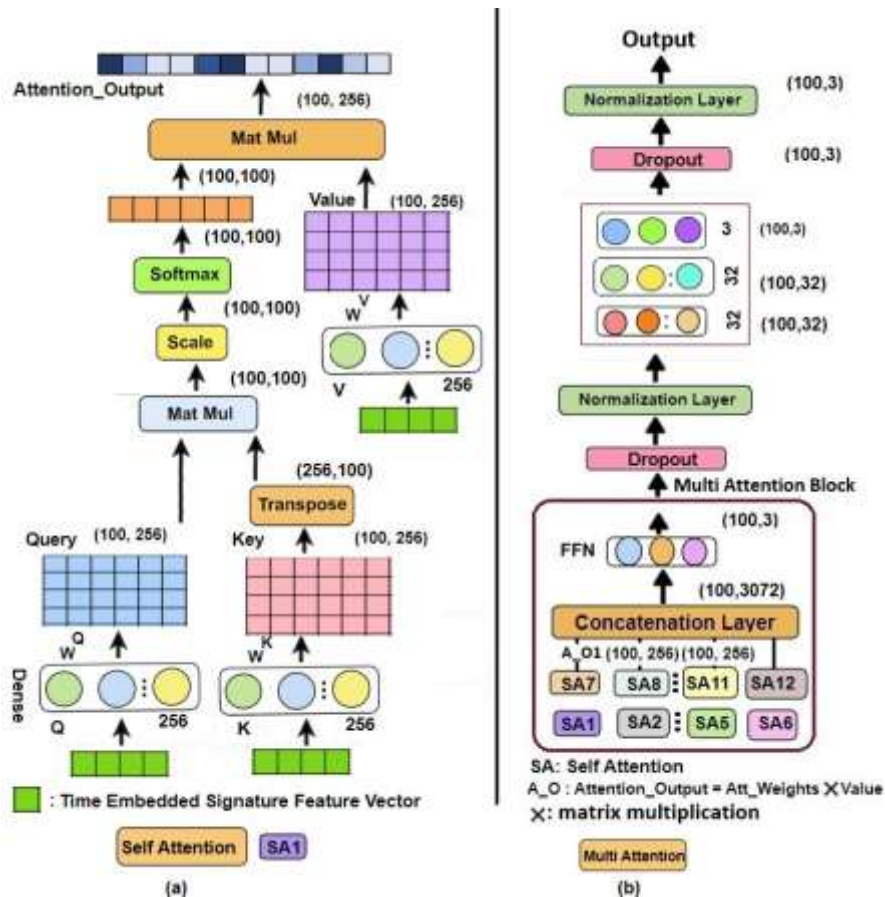 Attention_Output
(100, 256)
Mat Mul
(100,100)
Value
(100, 256)
(100,100)
Softmax
(100,100)
Scale
(100,100)
Mat Mul
W V
V
256
(256,100)
Transpose
Query
(100, 256)
Key
(100, 256)
W Q
W K
Dense
Q
256
K
256
: Time Embedded Signature Feature Vector
Self Attention
SA1
(a)
Output
Normalization Layer
(100,3)
Dropout
(100,3)
3
(100,3)
32
(100,32)
32
(100,32)
Normalization Layer
Dropout
Multi Attention Block
(100,3)
FFN
(100,3072)
Concatenation Layer
A_O1
(100, 256)
(100, 256)
SA7
SA8
SA11
SA12
SA1
SA2
SA5
SA6
SA: Self Attention
A_O : Attention_Output = Att_Weights ×Value
×: matrix multiplication
Multi Attention
(b)